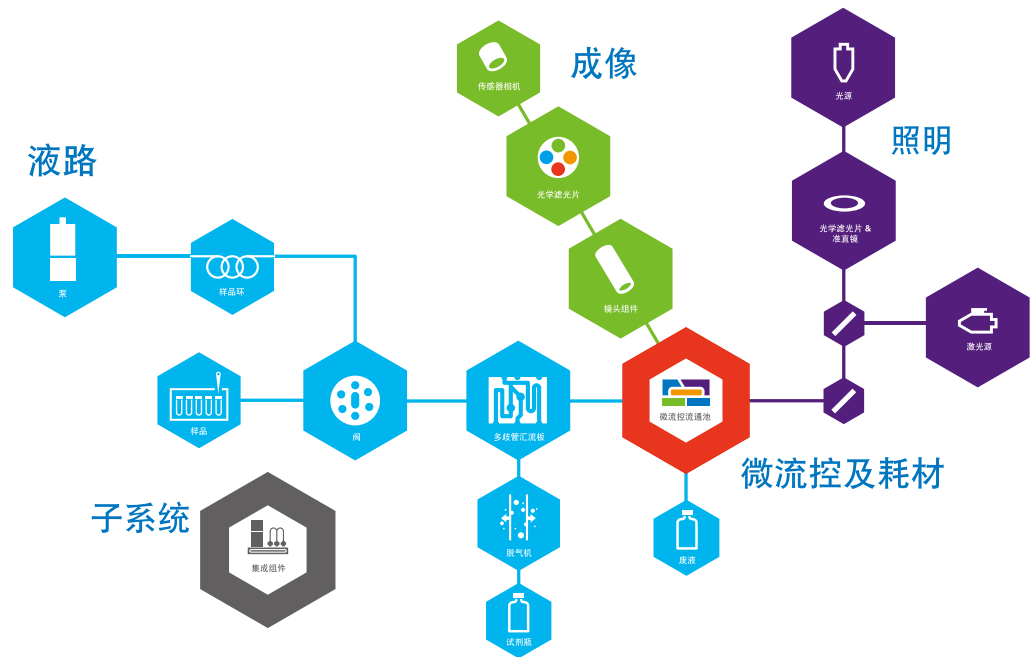 成像
传感器相机
光学滤光片
镜头组件
照明
光源
光学滤光片 &
准直镜
激光源
液路
泵
样品环
样品
阀
多歧管汇流板
微流控流通池
微流控及耗材
脱气机
试剂瓶
废液
子系统
集成组件